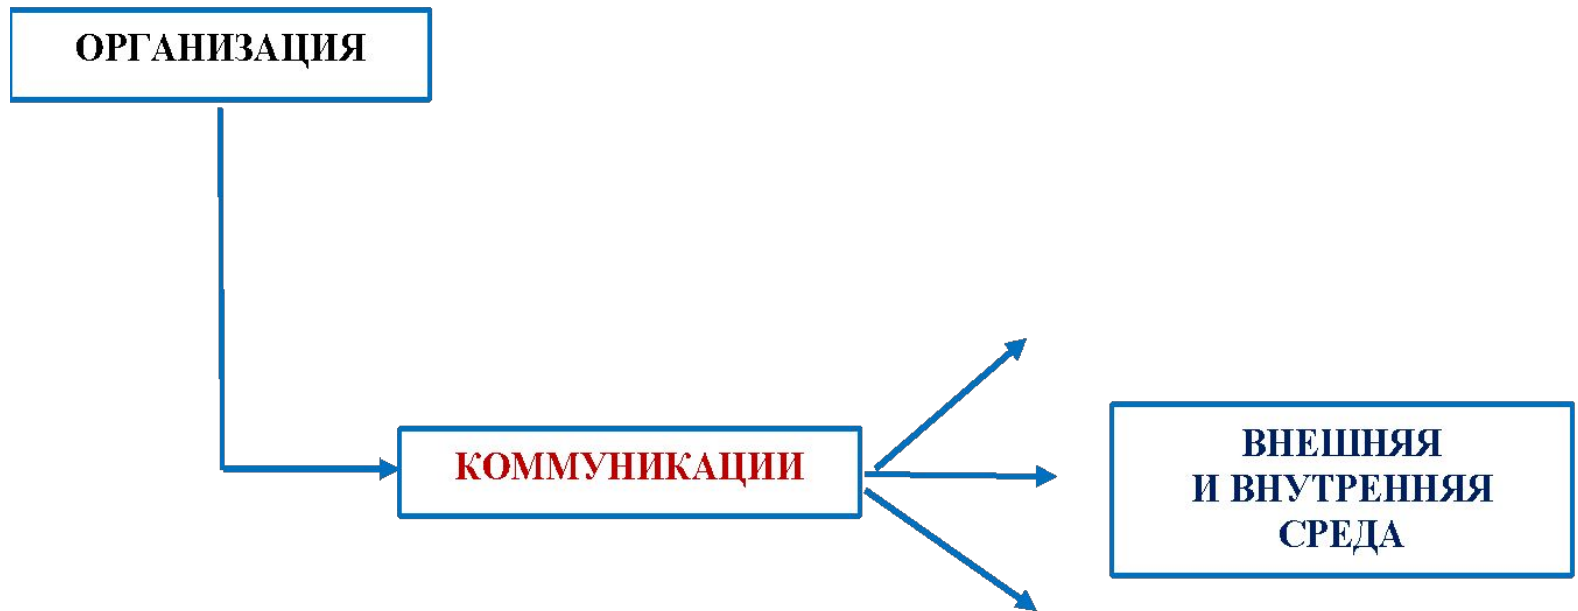 ОРГАНИЗАЦИЯ
КОММУНИКАЦИИ
ВНЕШНЯЯ
И ВНУТРЕННЯЯ
СРЕДА